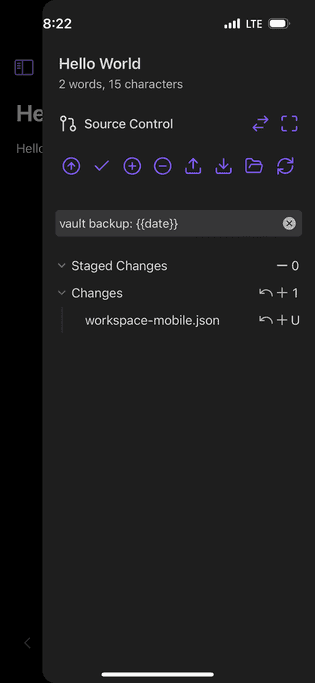 8:22
LTE
Hello World
2 words, 15 characters
He
Source Control
Hello
vault backup: {{date}}
Staged Changes
0
Changes
1
workspace-mobile.json
U